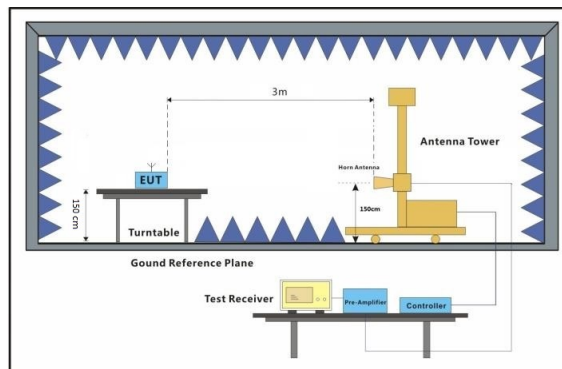 3m
Antenna Tower
Horn Antenna
EUT
150 cm
150cm
Turntable
Gound Reference Plane
Test Receiver
Pre-Amplifier
Controller